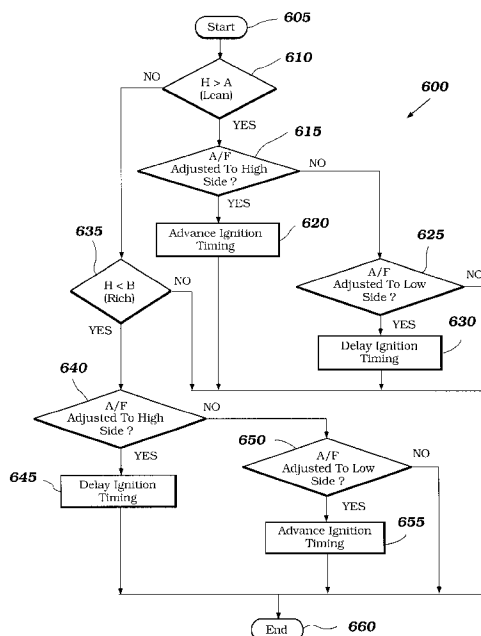 Start
605
H > A
(Lean)
610
NO
YES
600
A/F
Adjusted To High
Side ?
615
NO
YES
Advance Ignition
Timing
620
635
H < B
(Rich)
NO
YES
A/F
Adjusted To Low
Side ?
625
NO
YES
Delay Ignition
Timing
630
640
A/F
Adjusted To High
Side ?
NO
YES
645
Delay Ignition
Timing
650
A/F
Adjusted To Low
Side ?
NO
YES
Advance Ignition
Timing
655
End
660